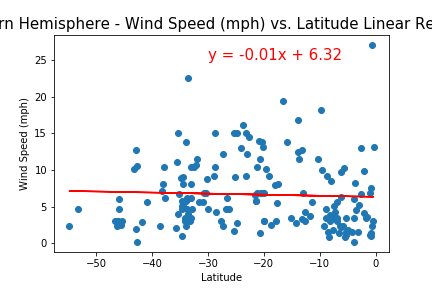 rn Hemisphere - Wind Speed (mph) vs. Latitude Linear Re
y = -0.01x + 6.32
25
20
15
10
5
0
Wind Speed (mph)
−50 −40 −30 −20 −10 0
Latitude